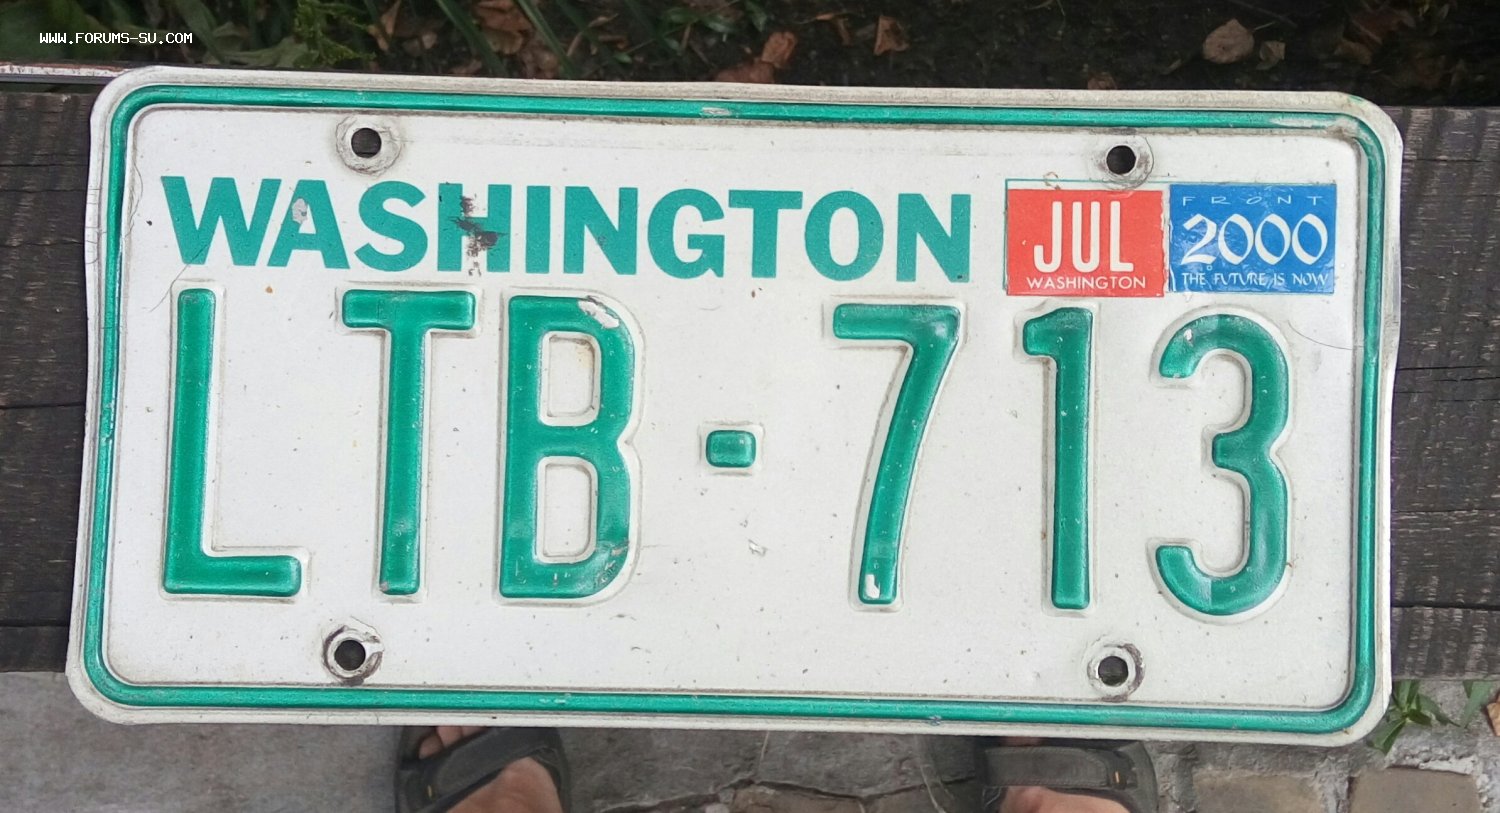 WWW.FORUMS-SU.COM
WASHINGTON
JUL
WASHINGTON
FRONT
2000
THE FUTURE IS NOW
LTB-713